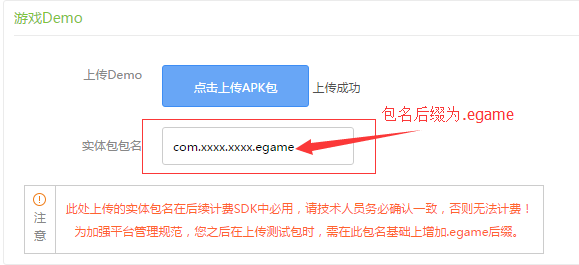 游戏Demo
上传Demo
点击上传APK包
上传成功
包名后缀为.egame
实体包包名
com.xxxx.xxxx.egame
注意
此处上传的实体包名在后续计费SDK中必用，请技术人员务必确认一致，否则无法计费！
为加强平台管理规范，您之后在上传测试包时，需在此包名基础上增加.egame后缀。